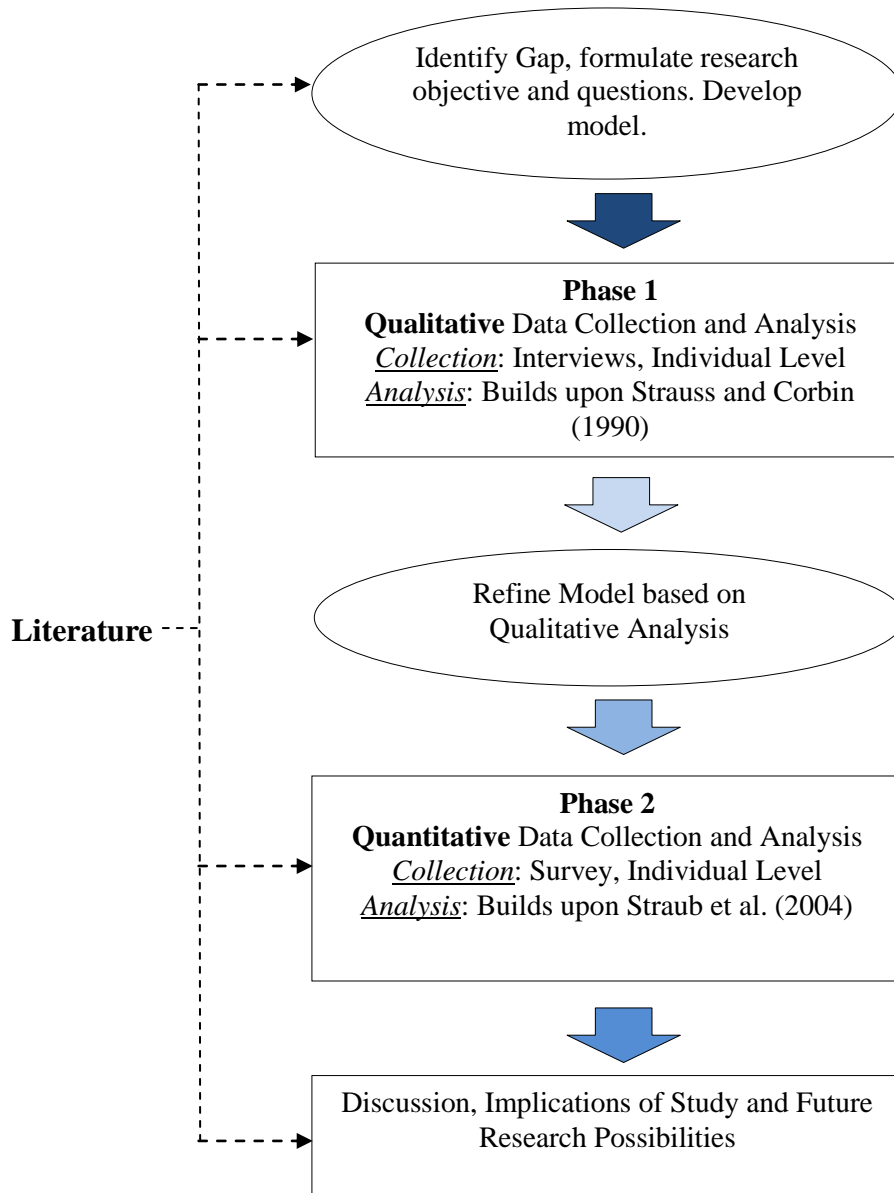 Identify Gap, formulate research
objective and questions. Develop
model.
Phase 1
Qualitative Data Collection and Analysis
Collection: Interviews, Individual Level
Analysis: Builds upon Strauss and Corbin
(1990)
Refine Model based on
Qualitative Analysis
Literature
Phase 2
Quantitative Data Collection and Analysis
Collection: Survey, Individual Level
Analysis: Builds upon Straub et al. (2004)
Discussion, Implications of Study and Future
Research Possibilities